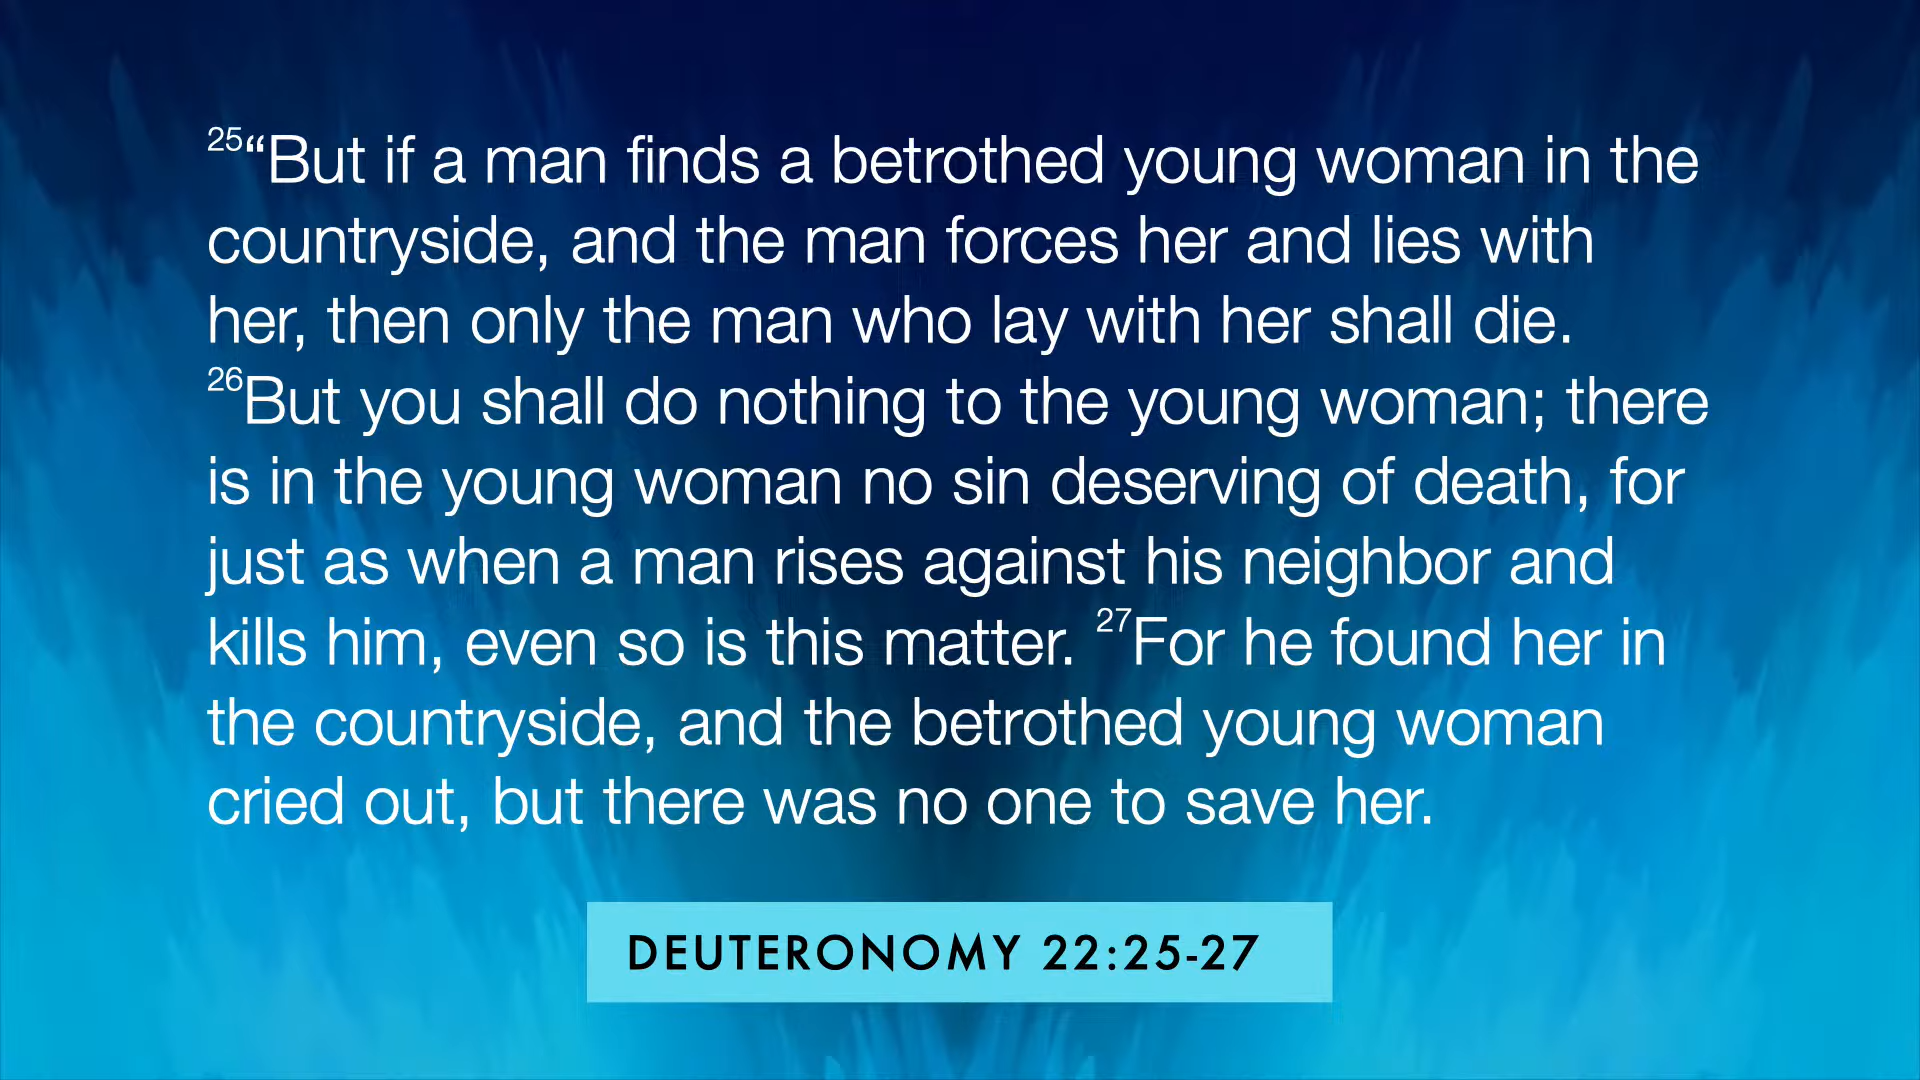 25“But if a man finds a betrothed young woman in the
countryside, and the man forces her and lies with
her, then only the man who lay with her shall die.
26But you shall do nothing to the young woman; there
is in the young woman no sin deserving of death, for
just as when a man rises against his neighbor and
kills him, even so is this matter. 27For he found her in
the countryside, and the betrothed young woman
cried out, but there was no one to save her.
DEUTERONOMY 22:25-27